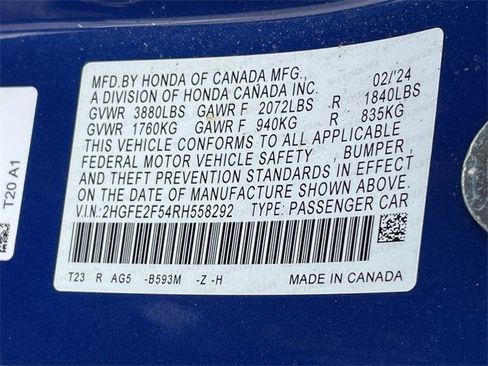 MFD.BY HONDA OF CANADA MFG., 02/'24
A DIVISION OF HONDA CANADA INC.
GVWR 3880LBS GAWR F 2072LBS R 1840LBS
GVWR 1760KG GAWR F 940KG R 835KG
THIS VEHICLE CONFORMS TO ALL APPLICABLE
FEDERAL MOTOR VEHICLE SAFETY , BUMPER,
AND THEFT PREVENTION STANDARDS IN EFFECT
ON THE DATE OF MANUFACTURE SHOWN ABOVE.
V.I.N.:2HGFE2F54RH558292 TYPE: PASSENGER CAR
T23 R AG5 -B593M -Z -H MADE IN CANADA
T20 A1